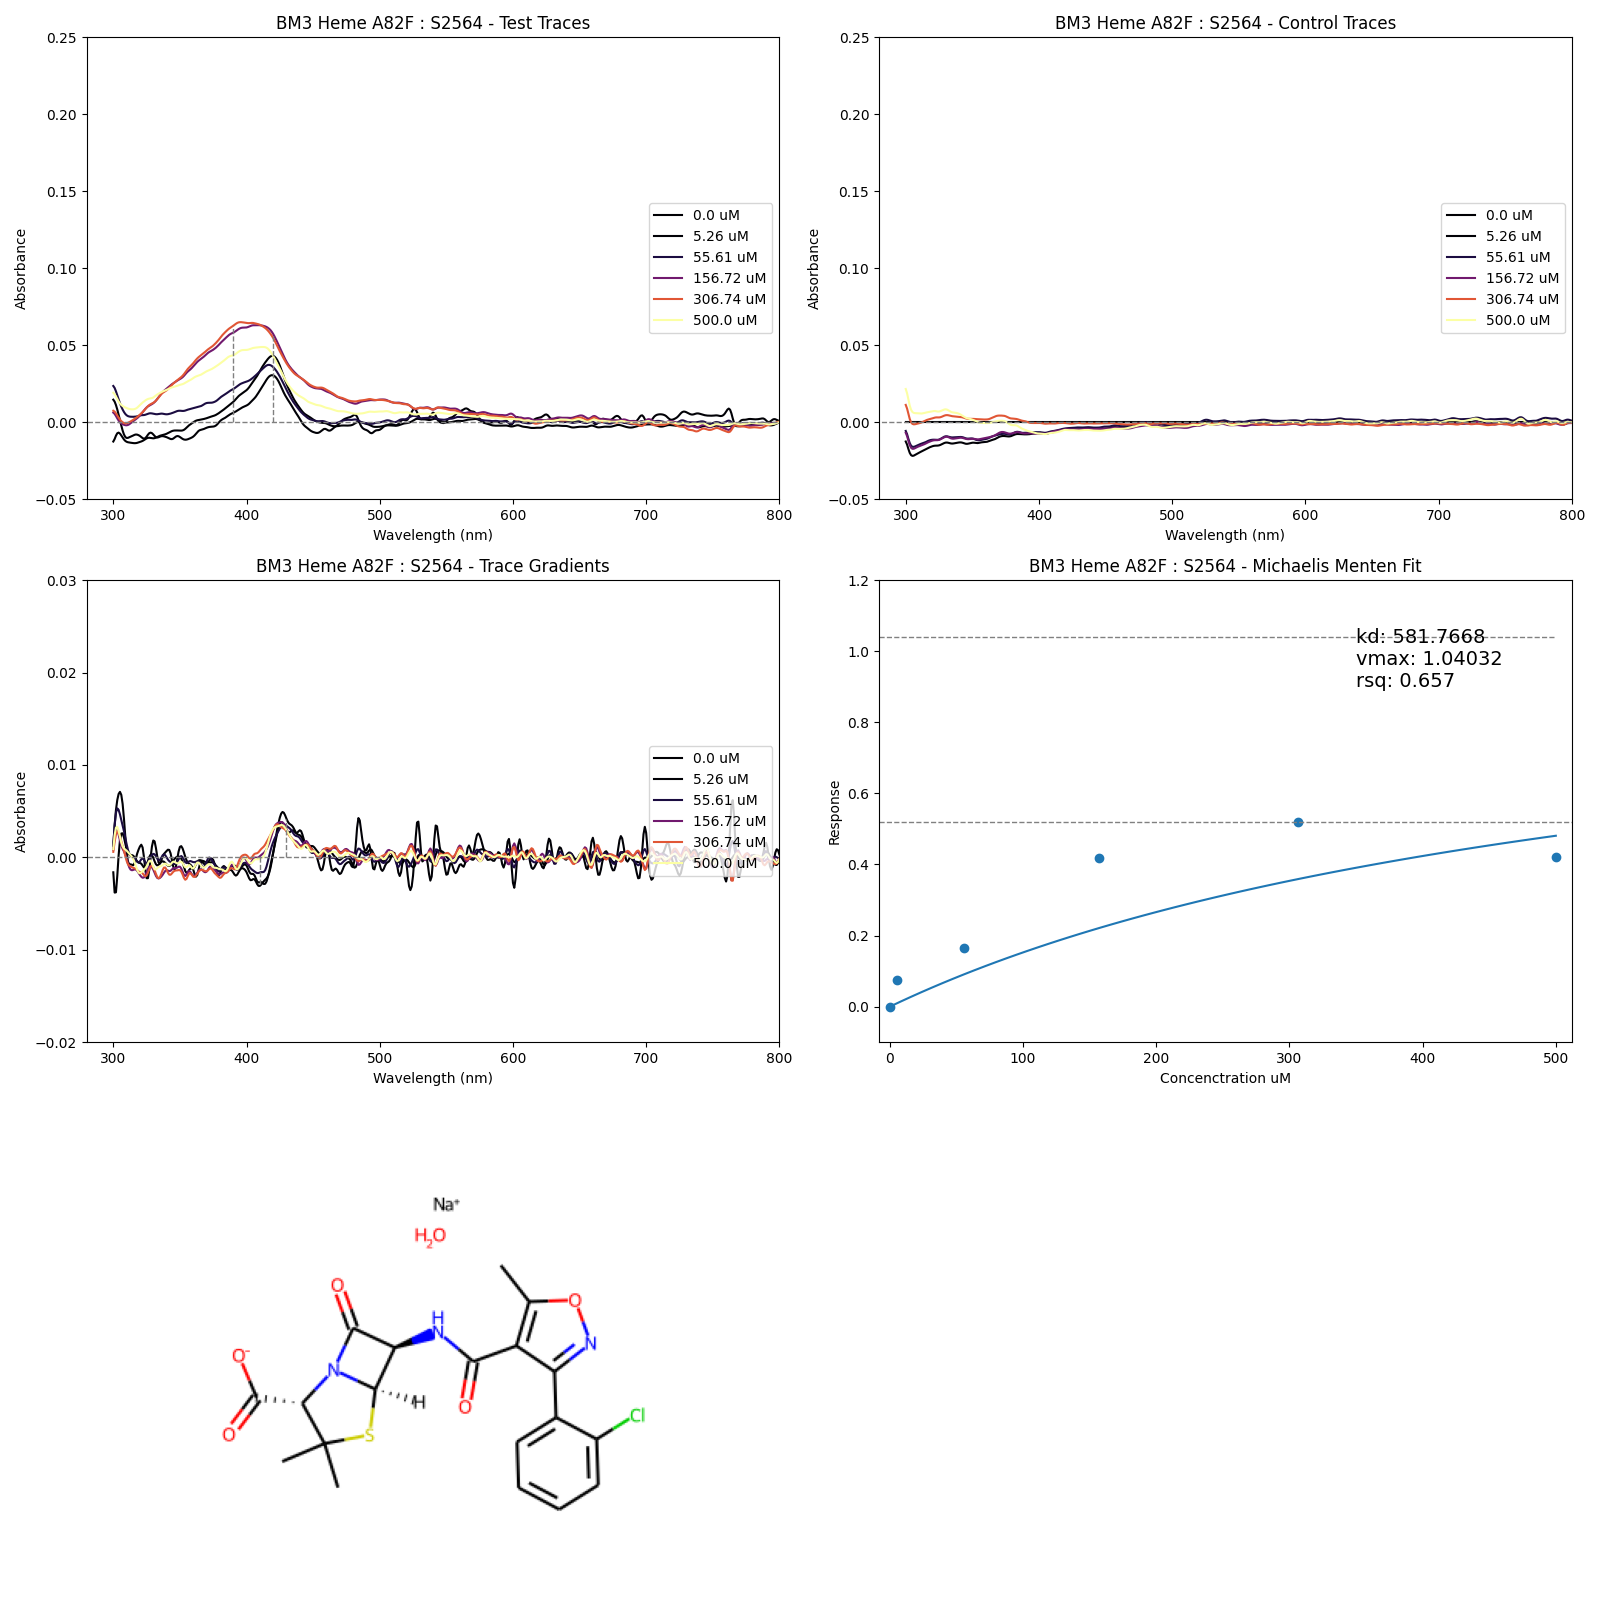 BM3 Heme A82F : S2564 - Test Traces
0.25
0.20
0.15
0.10
0.05
0.00
−0.05
Absorbance
300 400 500 600 700 800
Wavelength (nm)
0.0 uM
5.26 uM
55.61 uM
156.72 uM
306.74 uM
500.0 uM
BM3 Heme A82F : S2564 - Control Traces
0.25
0.20
0.15
0.10
0.05
0.00
−0.05
Absorbance
300 400 500 600 700 800
Wavelength (nm)
0.0 uM
5.26 uM
55.61 uM
156.72 uM
306.74 uM
500.0 uM
BM3 Heme A82F : S2564 - Trace Gradients
0.03
0.02
0.01
0.00
−0.01
−0.02
Absorbance
300 400 500 600 700 800
Wavelength (nm)
0.0 uM
5.26 uM
55.61 uM
156.72 uM
306.74 uM
500.0 uM
BM3 Heme A82F : S2564 - Michaelis Menten Fit
1.2
1.0
0.8
0.6
0.4
0.2
0.0
Response
0 100 200 300 400 500
Concenctration uM
kd: 581.7668
vmax: 1.04032
rsq: 0.657
Na⁺
H₂O
O
O
H
N
N
O⁻
N
H
O
O
S
Cl